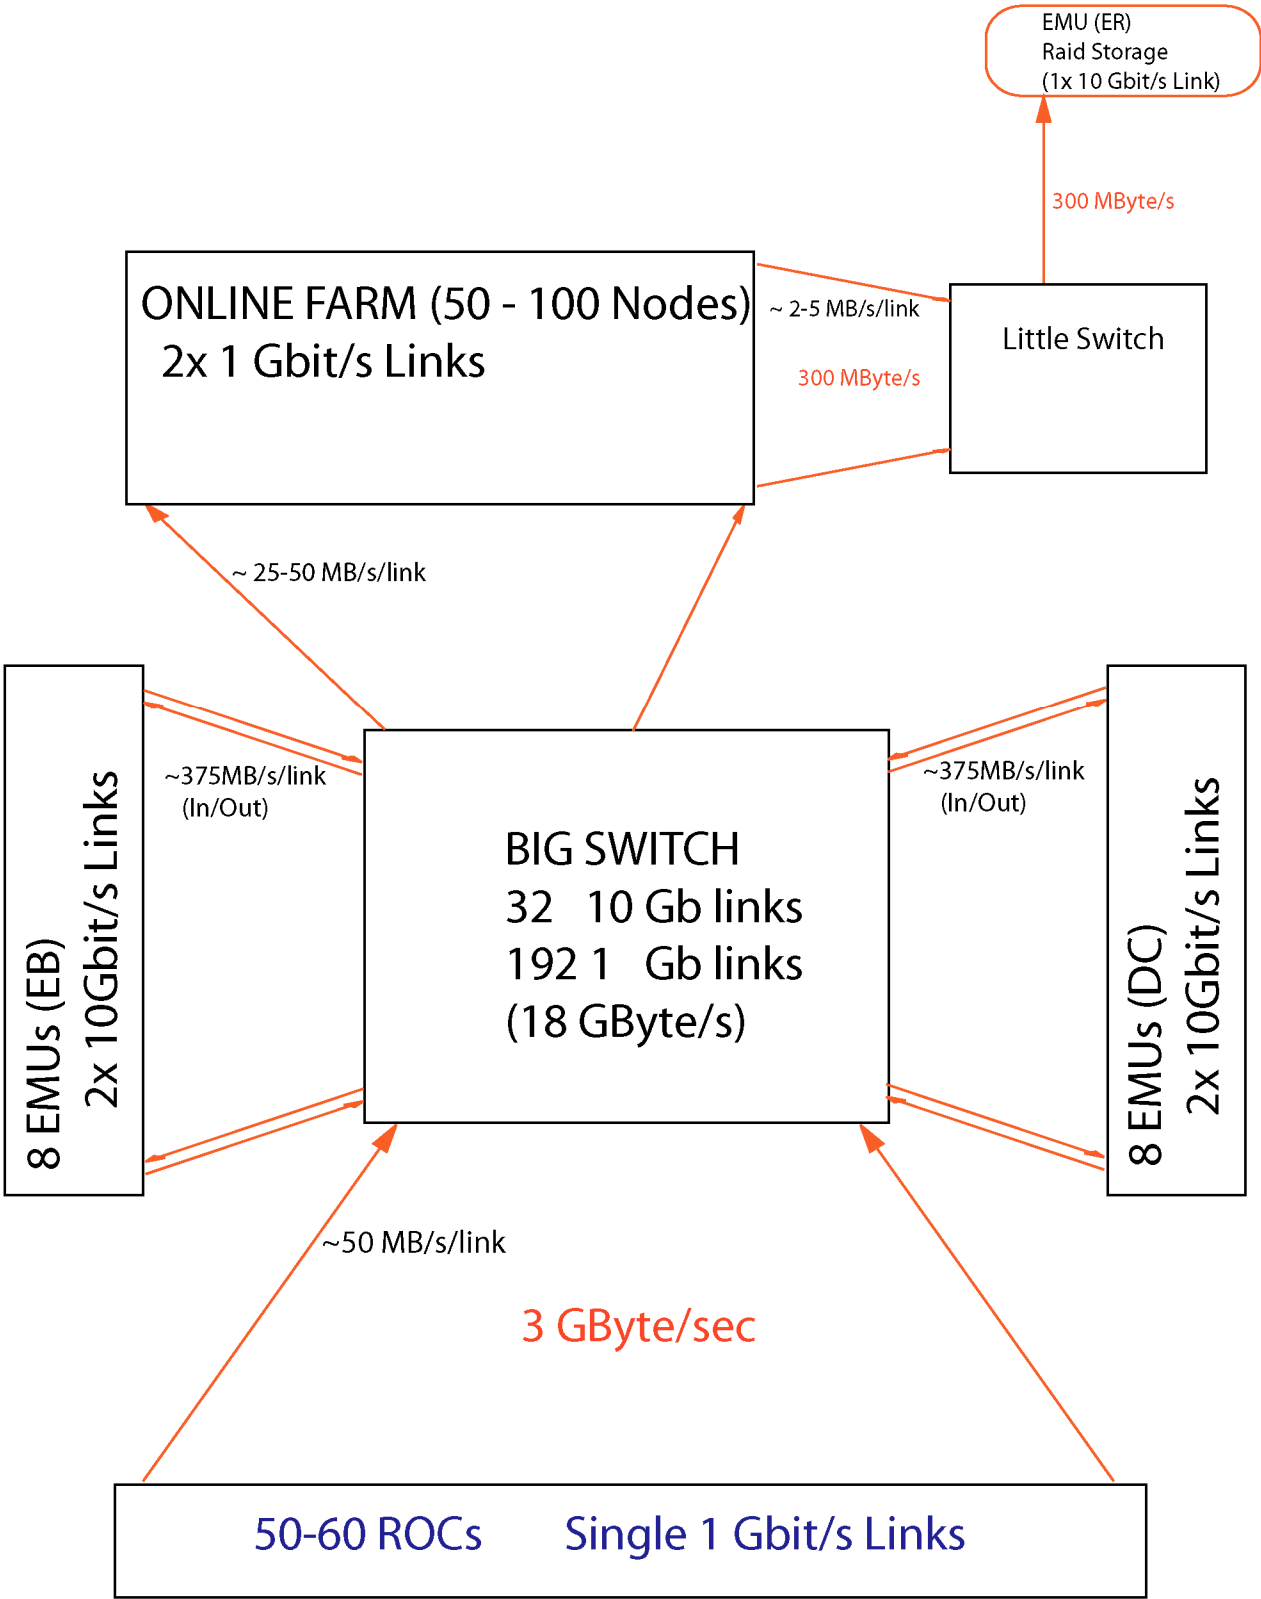 EMU (ER)
Raid Storage
(1x 10 Gbit/s Link)
300 MByte/s
ONLINE FARM (50 - 100 Nodes)
2x 1 Gbit/s Links
~ 2-5 MB/s/link
300 MByte/s
Little Switch
~ 25-50 MB/s/link
8 EMUs (EB)
2x 10Gbit/s Links
~375MB/s/link
(In/Out)
BIG SWITCH
32 10 Gb links
192 1 Gb links
(18 GByte/s)
~375MB/s/link
(In/Out)
8 EMUs (DC)
2x 10Gbit/s Links
~50 MB/s/link
3 GByte/sec
50-60 ROCs Single 1 Gbit/s Links